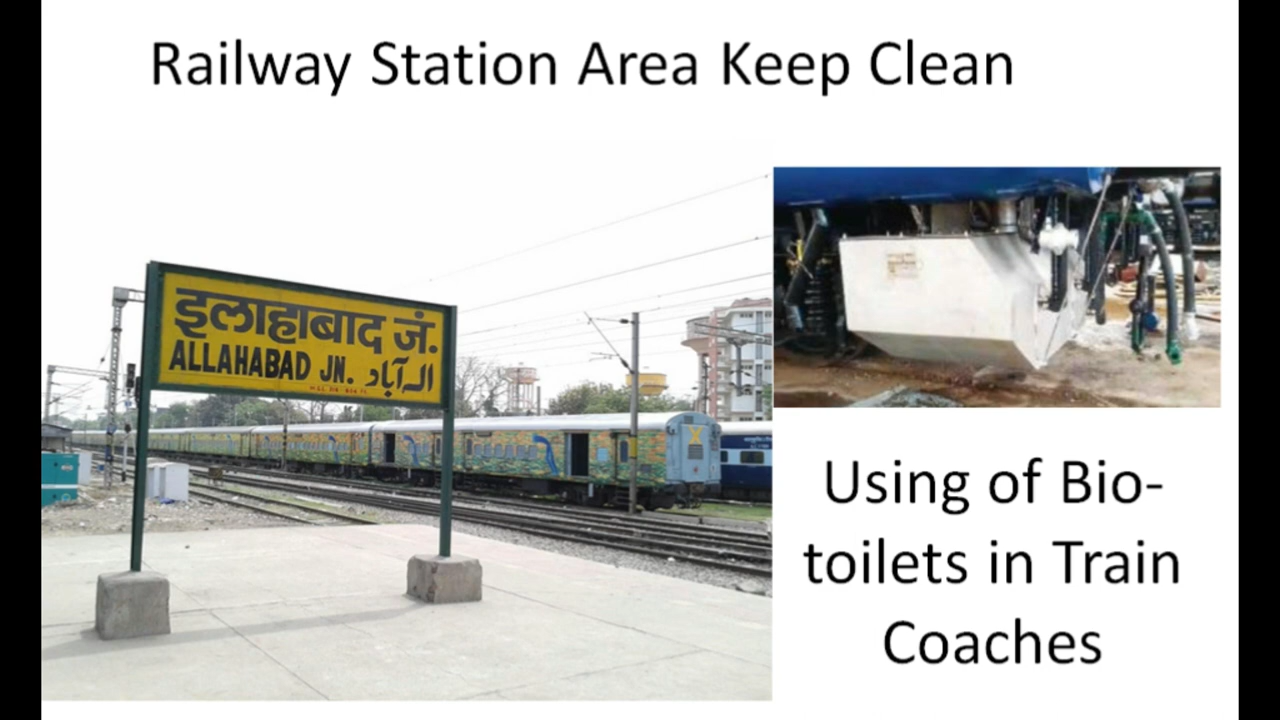 Railway Station Area Keep Clean
इलाहाबाद जं.
ALLAHABAD JN. الہ آباد
Using of Bio-
toilets in Train
Coaches